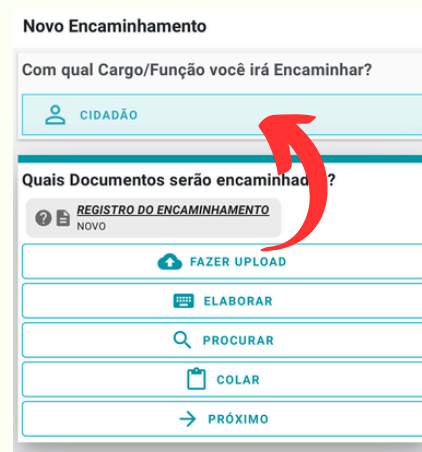 Novo Encaminhamento
Com qual Cargo/Função você irá Encaminhar?
CIDADÃO
Quais Documentos serão encaminhad ?
REGISTRO DO ENCAMINHAMENTO
NOVO
FAZER UPLOAD
ELABORAR
PROCURAR
COLAR
PRÓXIMO